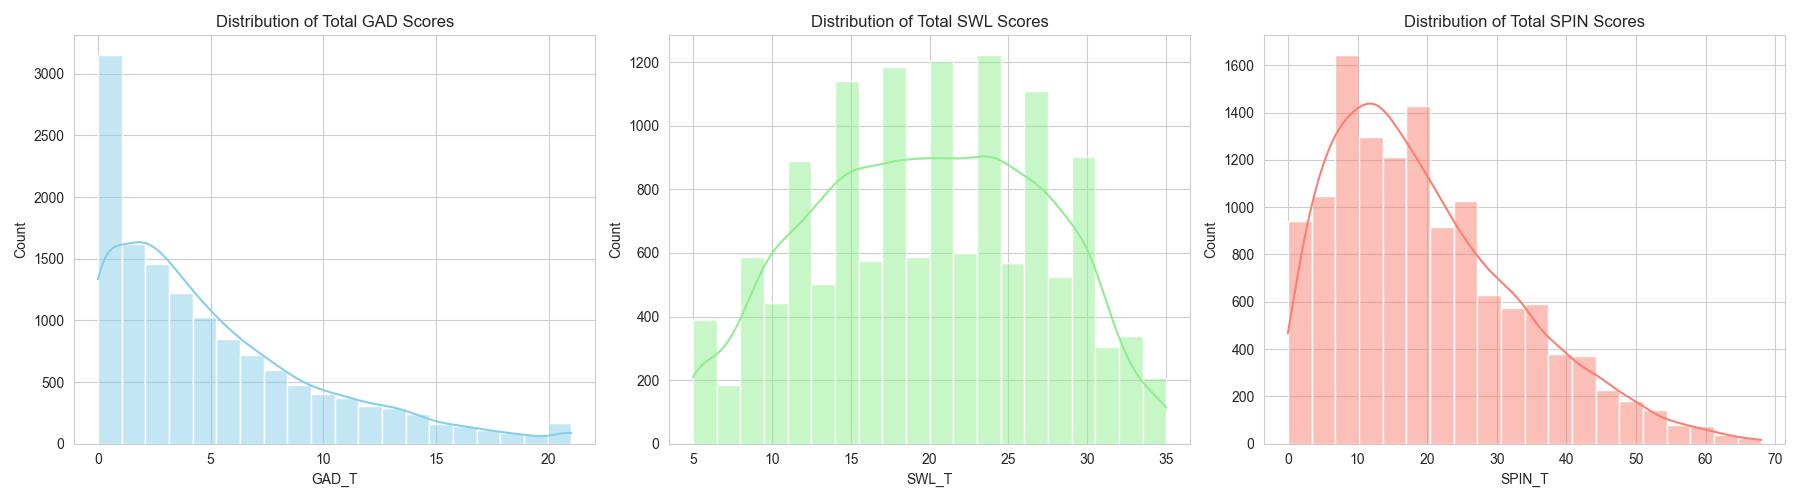 Distribution of Total GAD Scores
Count
3000
2500
2000
1500
1000
500
0
0 5 10 15 20
GAD_T
Distribution of Total SWL Scores
Count
1200
1000
800
600
400
200
0
5 10 15 20 25 30 35
SWL_T
Distribution of Total SPIN Scores
Count
1600
1400
1200
1000
800
600
400
200
0
0 10 20 30 40 50 60 70
SPIN_T